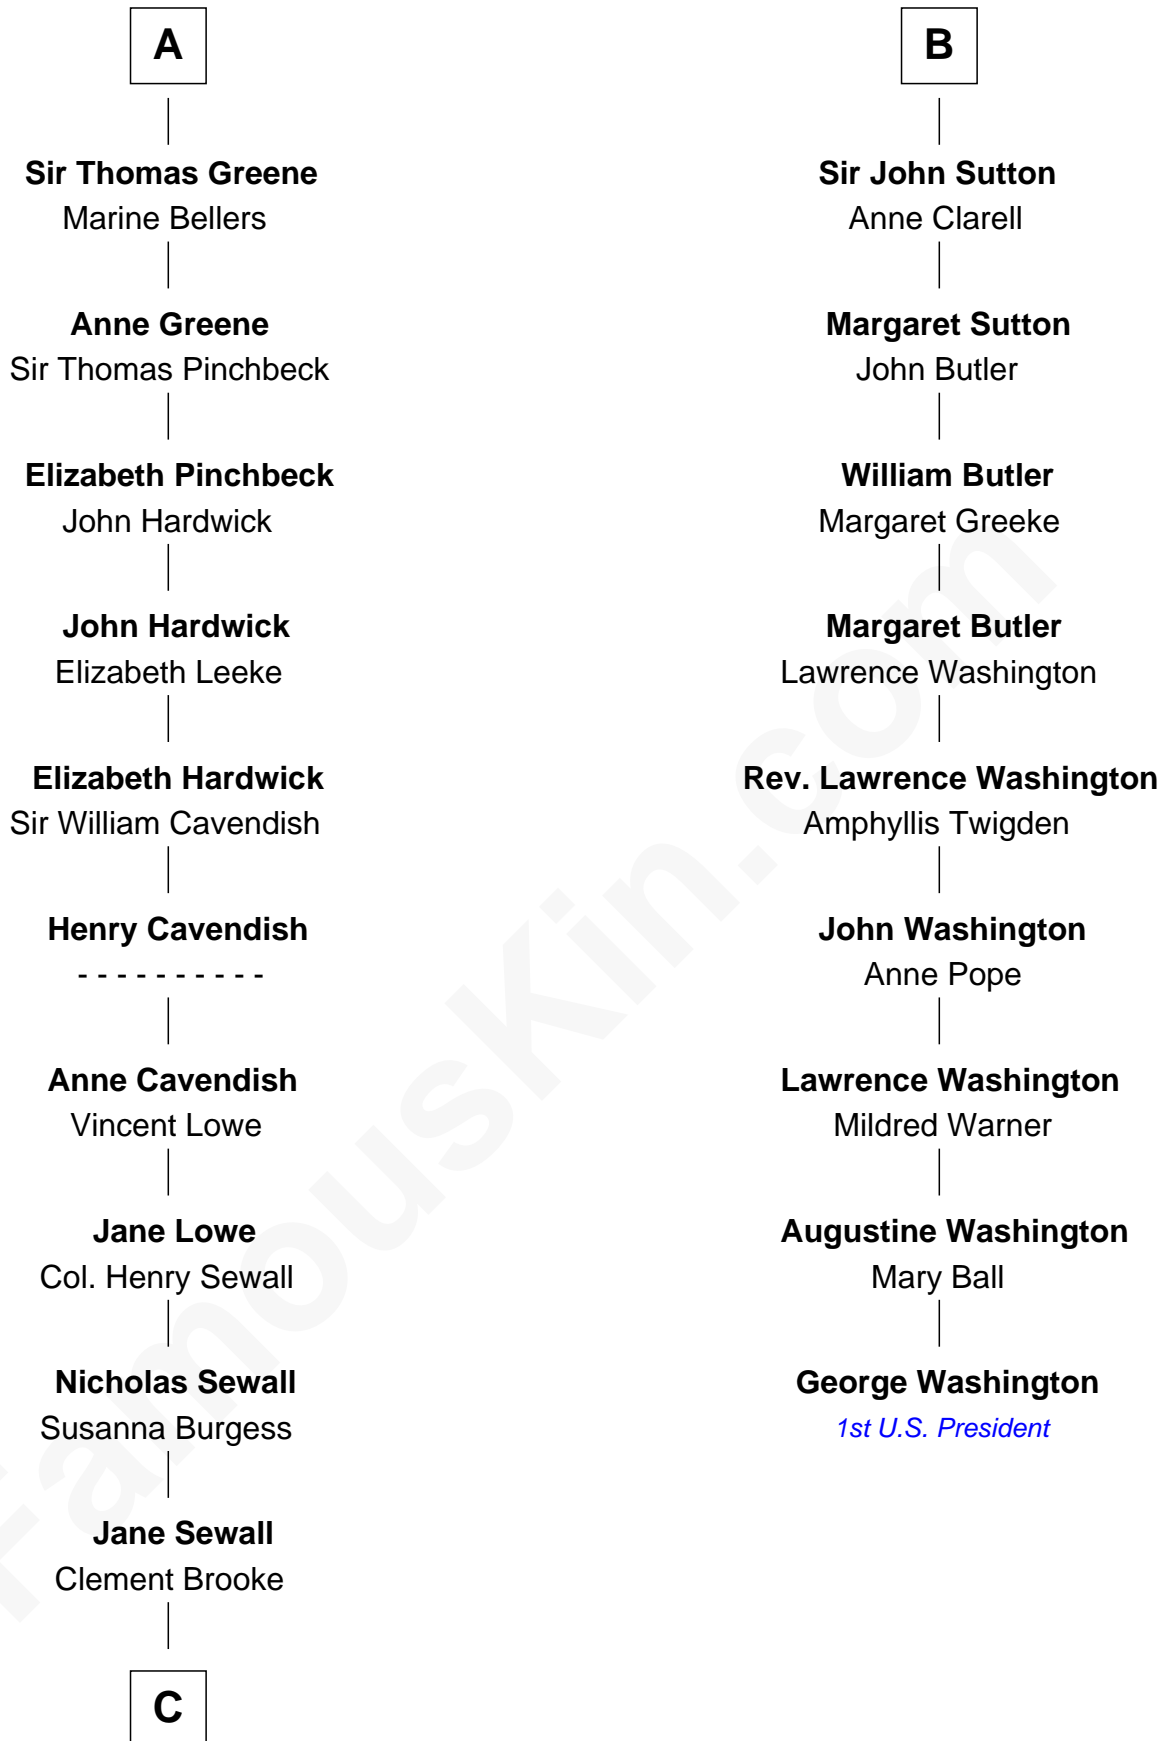 A
Sir Thomas Greene
Marine Bellers
Anne Greene
Sir Thomas Pinchbeck
Elizabeth Pinchbeck
John Hardwick
John Hardwick
Elizabeth Leeke
Elizabeth Hardwick
Sir William Cavendish
Henry Cavendish
- - - - - - - - - -
Anne Cavendish
Vincent Lowe
Jane Lowe
Col. Henry Sewall
Nicholas Sewall
Susanna Burgess
Jane Sewall
Clement Brooke
C
B
Sir John Sutton
Anne Clarell
Margaret Sutton
John Butler
William Butler
Margaret Greeke
Margaret Butler
Lawrence Washington
Rev. Lawrence Washington
Amphyllis Twigden
John Washington
Anne Pope
Lawrence Washington
Mildred Warner
Augustine Washington
Mary Ball
George Washington
1st U.S. President
FamousKin.com